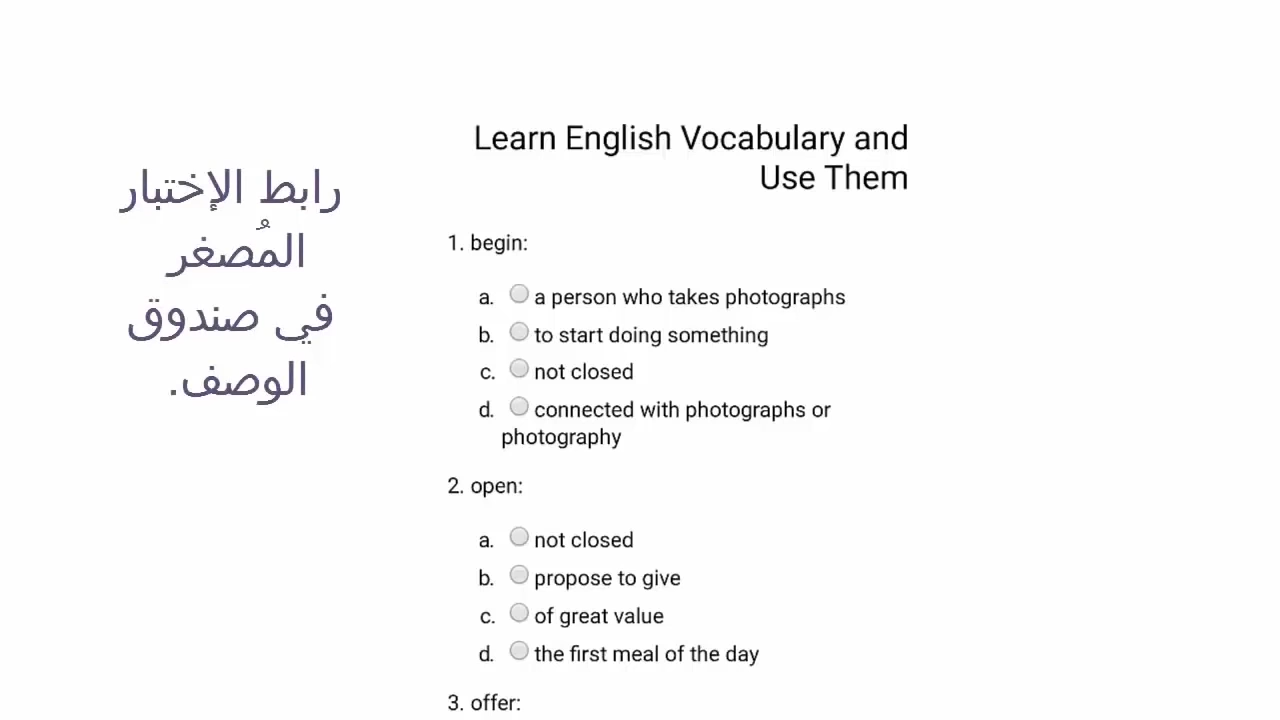 رابط الإختبار
المُصغر
في صندوق
الوصف.
Learn English Vocabulary and
Use Them
1. begin:
a. a person who takes photographs
b. to start doing something
c. not closed
d. connected with photographs or
photography
2. open:
a. not closed
b. propose to give
c. of great value
d. the first meal of the day
3. offer: